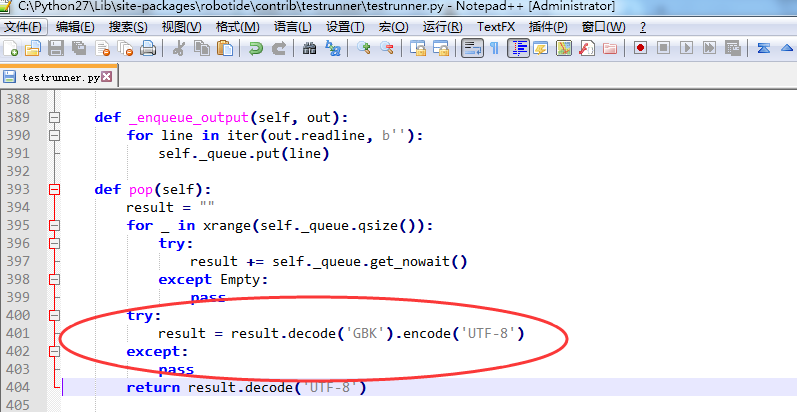 C:\Python27\Lib\site-packages\robotide\contrib\testrunner\testrunner.py - Notepad++ [Administrator]
文件(F) 编辑(E) 搜索(S) 视图(V) 格式(M) 语言(L) 设置(T) 宏(O) 运行(R) TextFX 插件(P) 窗口(W) ?
testrunner.py
388
389 def _enqueue_output(self, out):
390 for line in iter(out.readline, b''):
391 self._queue.put(line)
392
393 def pop(self):
394 result = ""
395 for _ in xrange(self._queue.qsize()):
396 try:
397 result += self._queue.get_nowait()
398 except Empty:
399 pass
400 try:
401 result = result.decode('GBK').encode('UTF-8')
402 except:
403 pass
404 return result.decode('UTF-8')
405